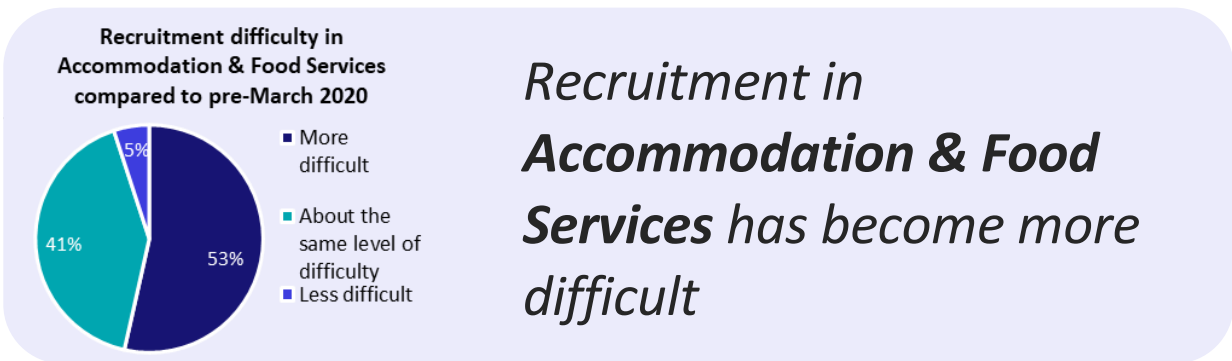 Recruitment difficulty in
Accommodation & Food Services
compared to pre-March 2020
5%
41%
53%
More
difficult
About the
same level of
difficulty
Less difficult
Recruitment in
Accommodation & Food
Services has become more
difficult